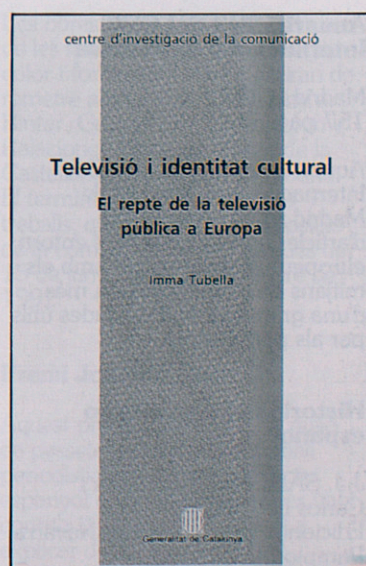 centre d'investigació de la comunicació
Televisió i identitat cultural
El repte de la televisió
pública a Europa
Imma Tubella
Generalitat de Catalunya